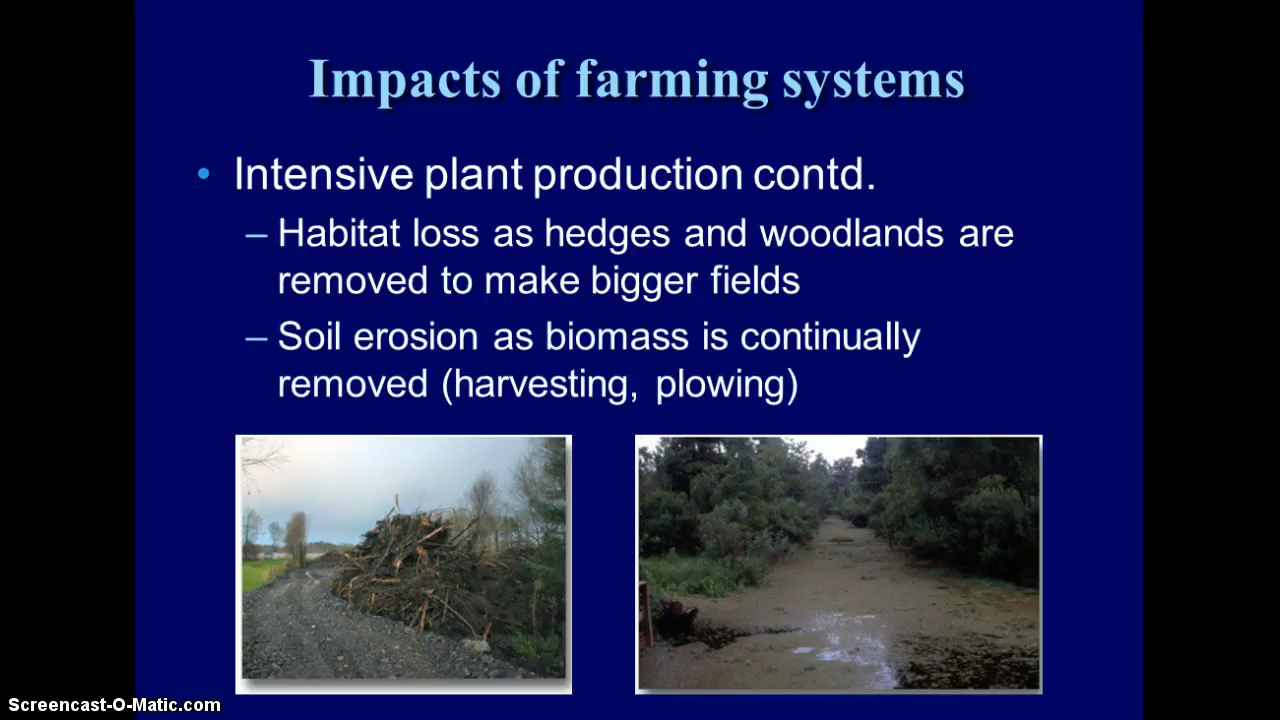 Impacts of farming systems
• Intensive plant production contd.
– Habitat loss as hedges and woodlands are
removed to make bigger fields
– Soil erosion as biomass is continually
removed (harvesting, plowing)
Screencast-O-Matic.com